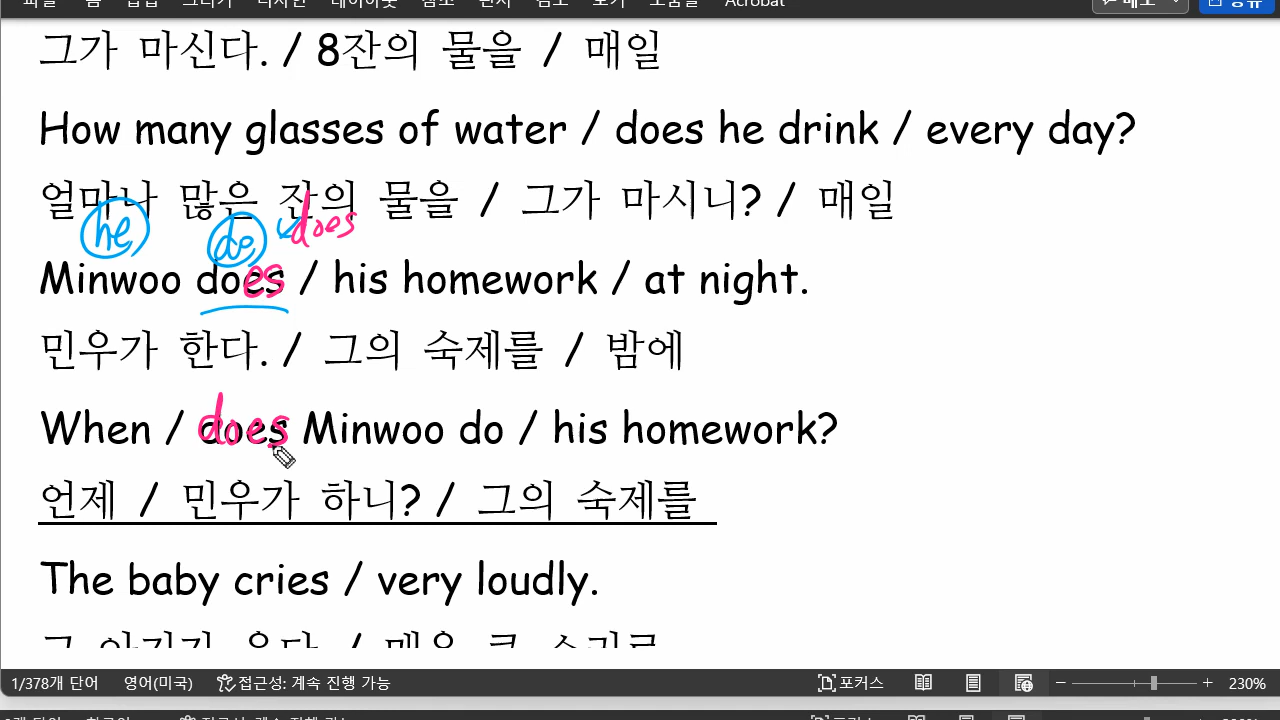 Acrobat
그가 마신다. / 8잔의 물을 / 매일
How many glasses of water / does he drink / every day?
얼마나 많은 잔의 물을 / 그가 마시니? / 매일
he do does
Minwoo does / his homework / at night.
민우가 한다. / 그의 숙제를 / 밤에
When / does Minwoo do / his homework?
언제 / 민우가 하니? / 그의 숙제를
The baby cries / very loudly.
1/378개 단어 영어(미국) 접근성: 계속 진행 가능 포커스 230%